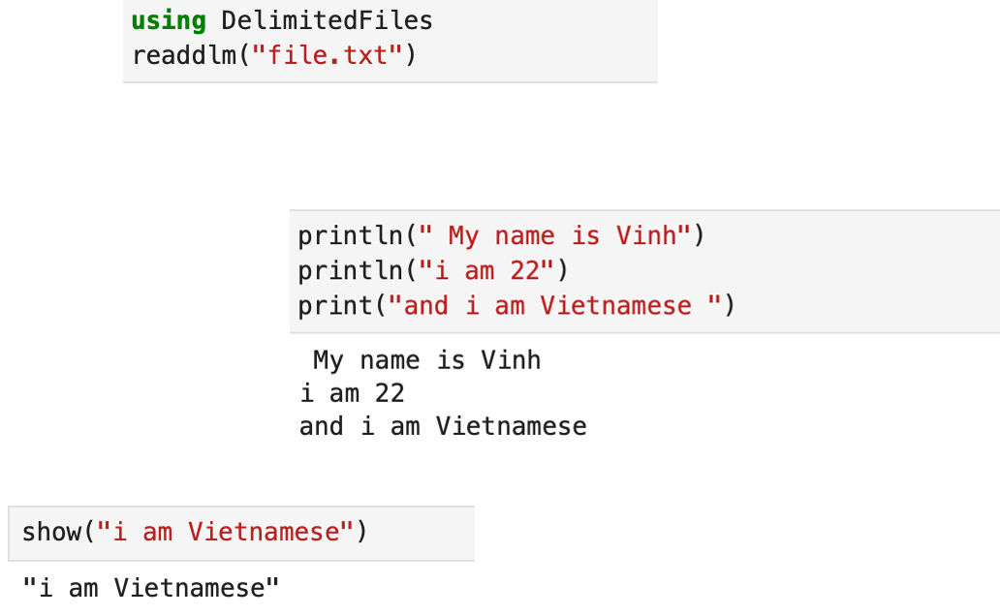 using DelimitedFiles
readdlm("file.txt")
println(" My name is Vinh")
println("i am 22")
print("and i am Vietnamese ")
 My name is Vinh
i am 22
and i am Vietnamese
show("i am Vietnamese")
"i am Vietnamese"